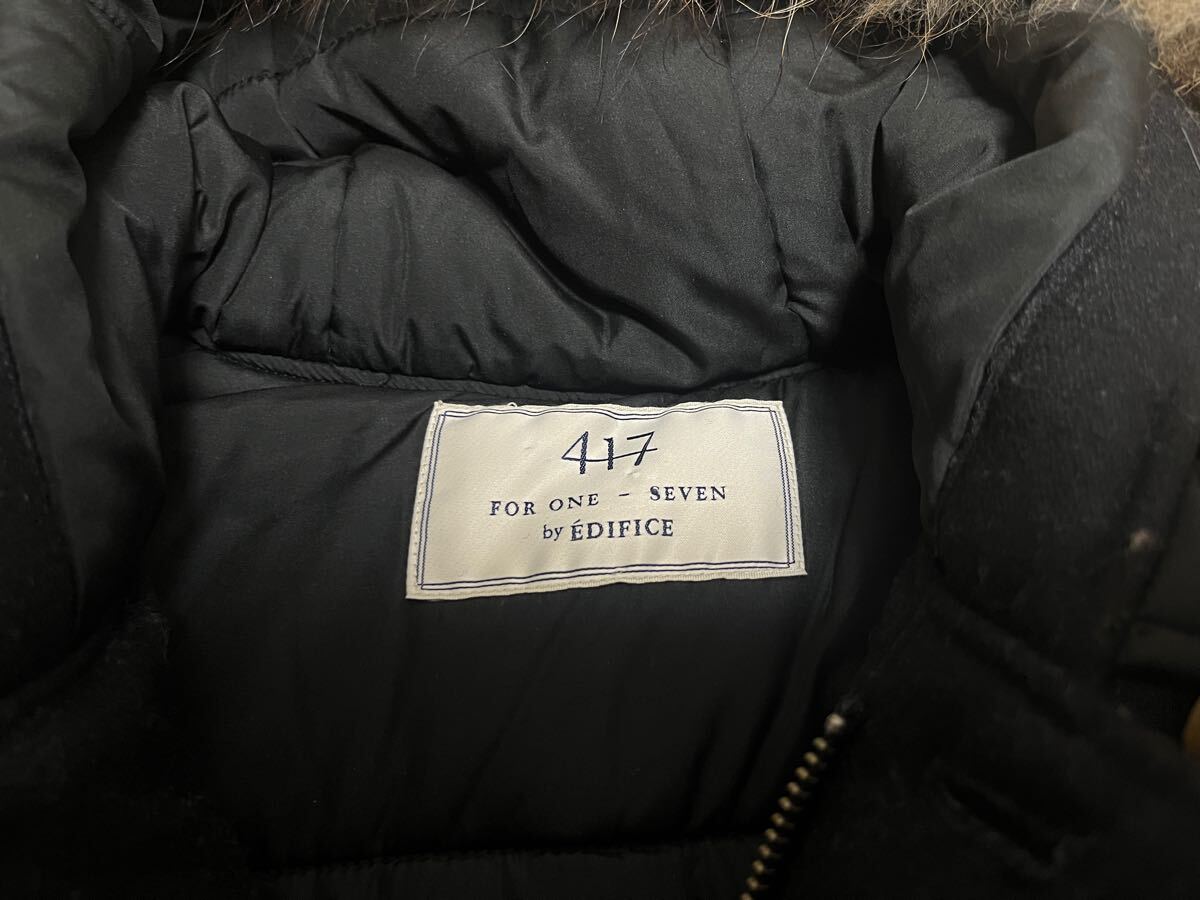 417
FOR ONE - SEVEN
by ÉDIFICE